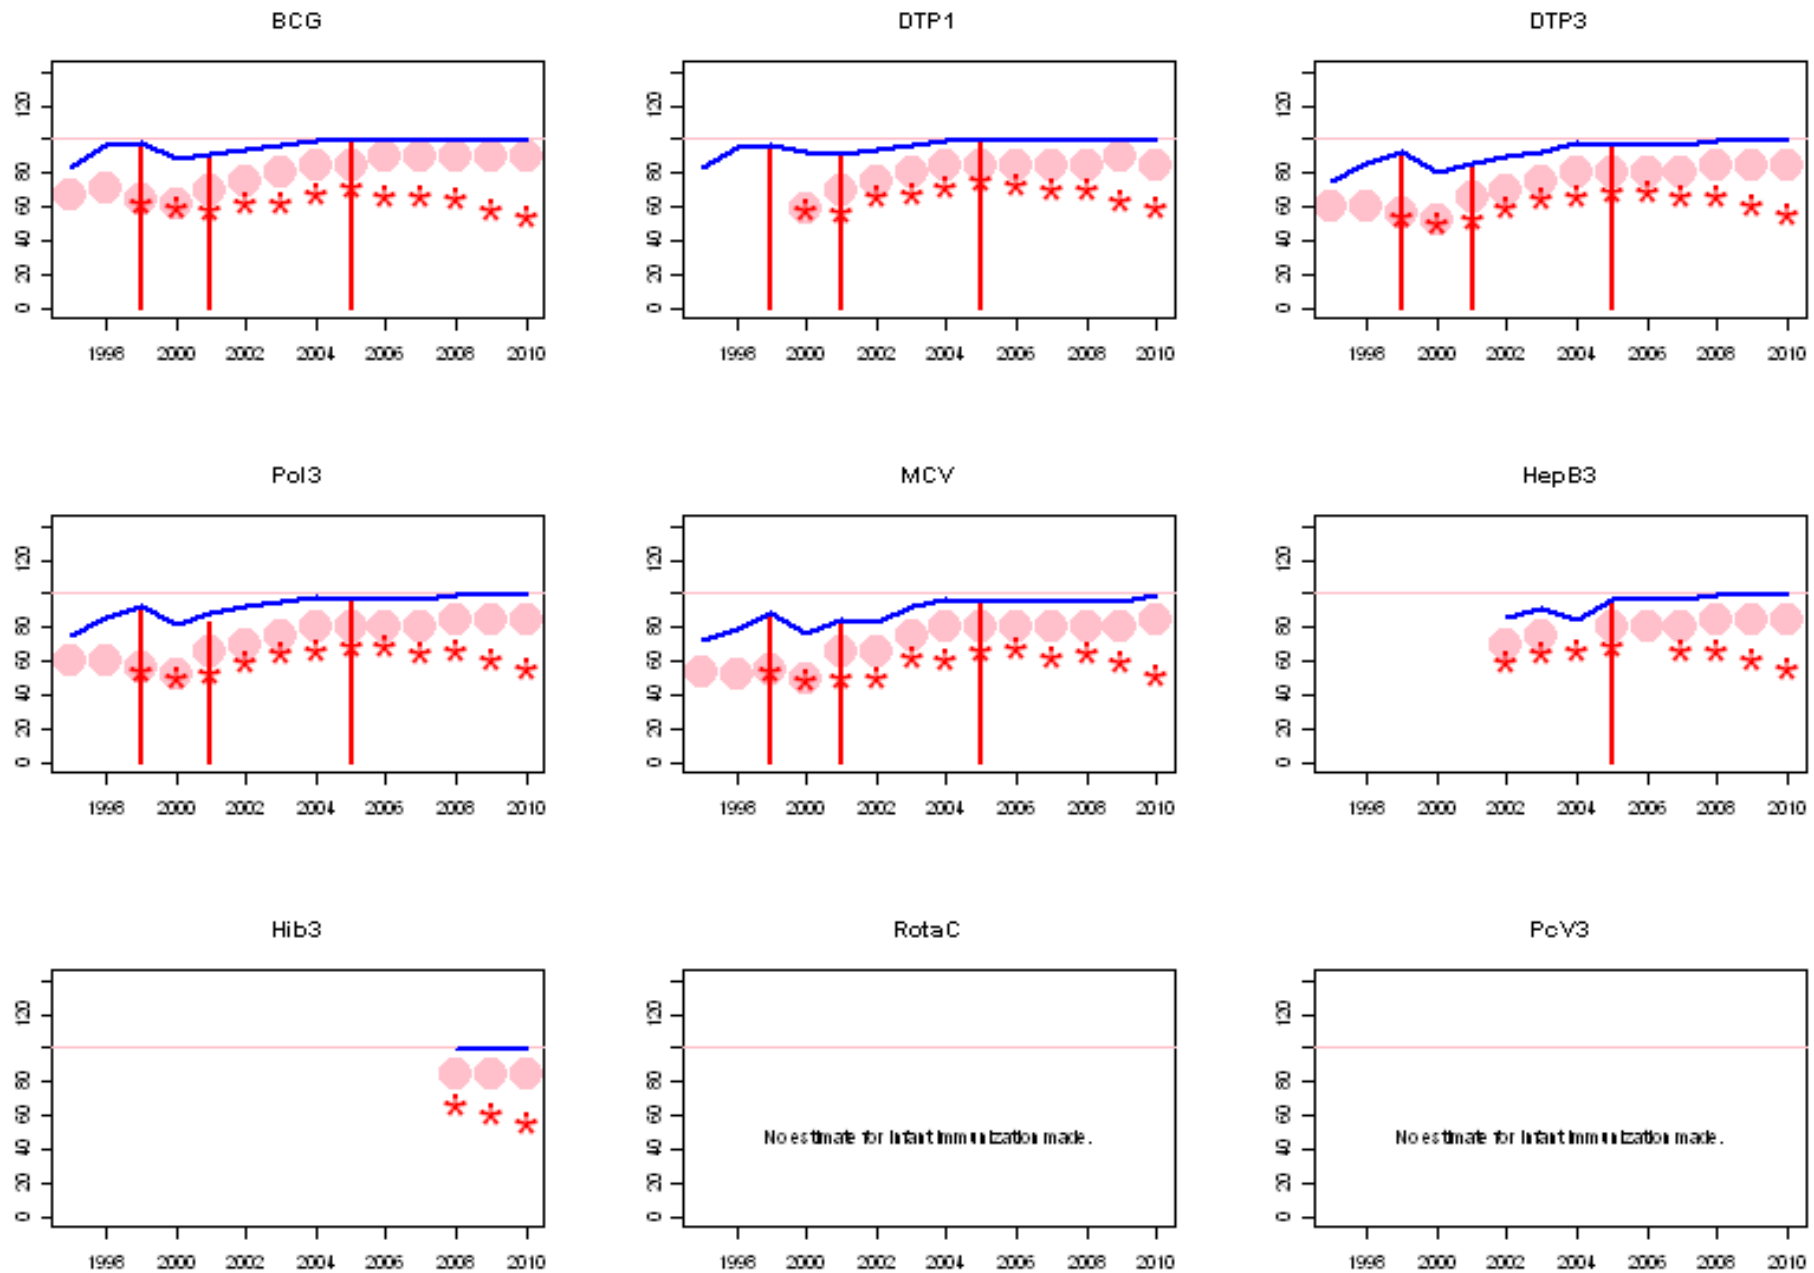 BCG
DTP1
DTP3
0 20 40 60 80 120
0 20 40 60 80 120
0 20 40 60 80 120
1998 2000 2002 2004 2006 2008 2010
1998 2000 2002 2004 2006 2008 2010
1998 2000 2002 2004 2006 2008 2010
Pol3
MCV
HepB3
0 20 40 60 80 120
0 20 40 60 80 120
0 20 40 60 80 120
1998 2000 2002 2004 2006 2008 2010
1998 2000 2002 2004 2006 2008 2010
1998 2000 2002 2004 2006 2008 2010
Hib3
RotaC
PcV3
0 20 40 60 80 120
0 20 40 60 80 120
0 20 40 60 80 120
No estimate for infant immunization made.
No estimate for infant immunization made.
1998 2000 2002 2004 2006 2008 2010
1998 2000 2002 2004 2006 2008 2010
1998 2000 2002 2004 2006 2008 2010